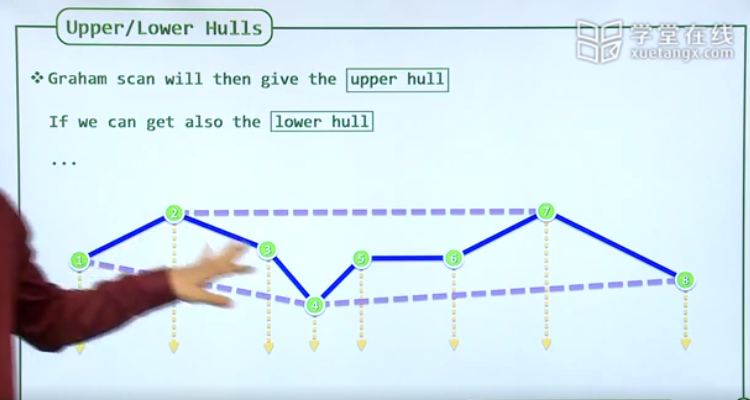 Upper/Lower Hulls
学堂在线
xuetangx.com
❖Graham scan will then give the upper hull
If we can get also the lower hull
...
1
2
3
4
5
6
7
8